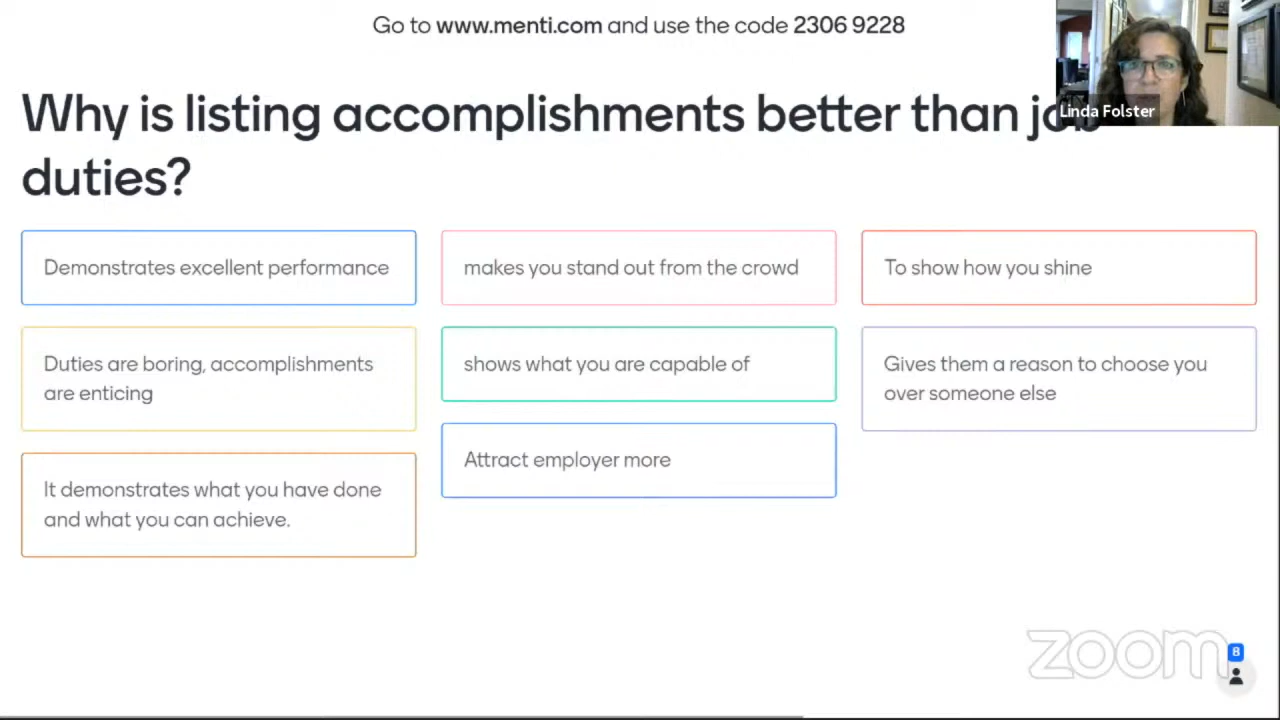 Go to www.menti.com and use the code 2306 9228
Linda Folster
Why is listing accomplishments better than job
duties?
Demonstrates excellent performance
makes you stand out from the crowd
To show how you shine
Duties are boring, accomplishments
are enticing
shows what you are capable of
Gives them a reason to choose you
over someone else
Attract employer more
It demonstrates what you have done
and what you can achieve.
zoom
8